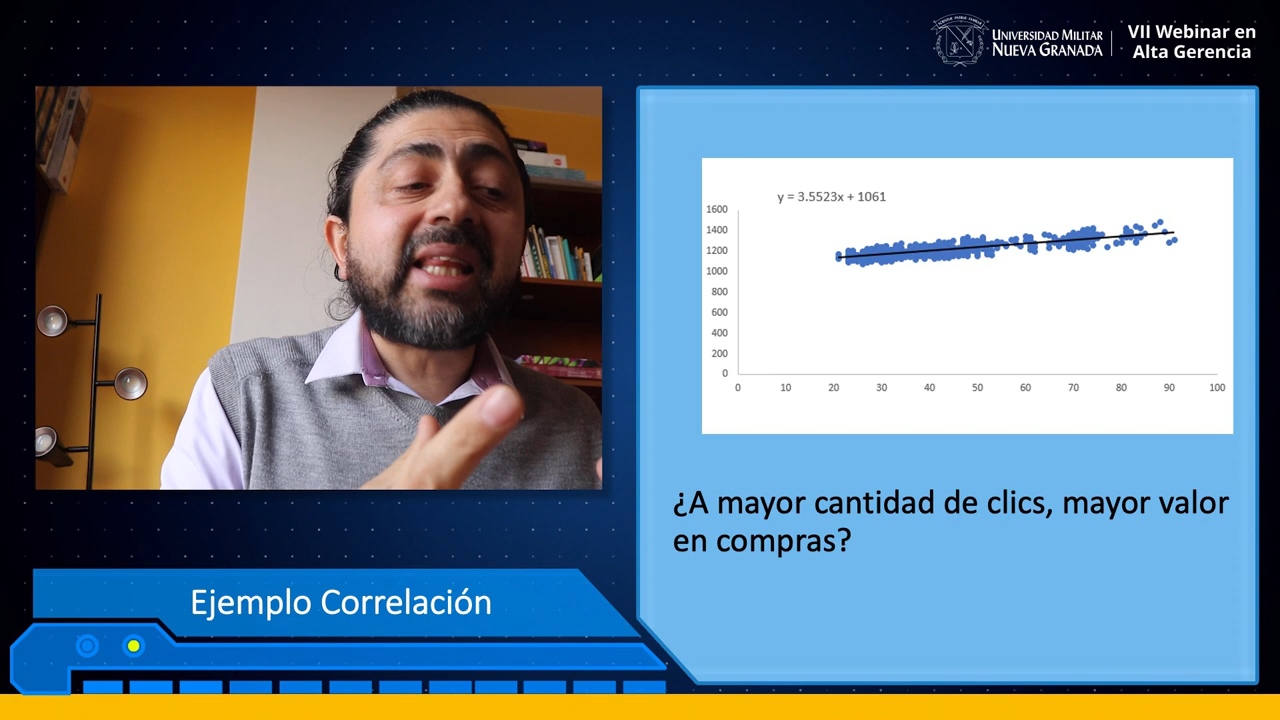 UNIVERSIDAD MILITAR
NUEVA GRANADA
VII Webinar en
Alta Gerencia
y = 3.5523x + 1061
1600
1400
1200
1000
800
600
400
200
0
0 10 20 30 40 50 60 70 80 90 100
¿A mayor cantidad de clics, mayor valor
en compras?
Ejemplo Correlación